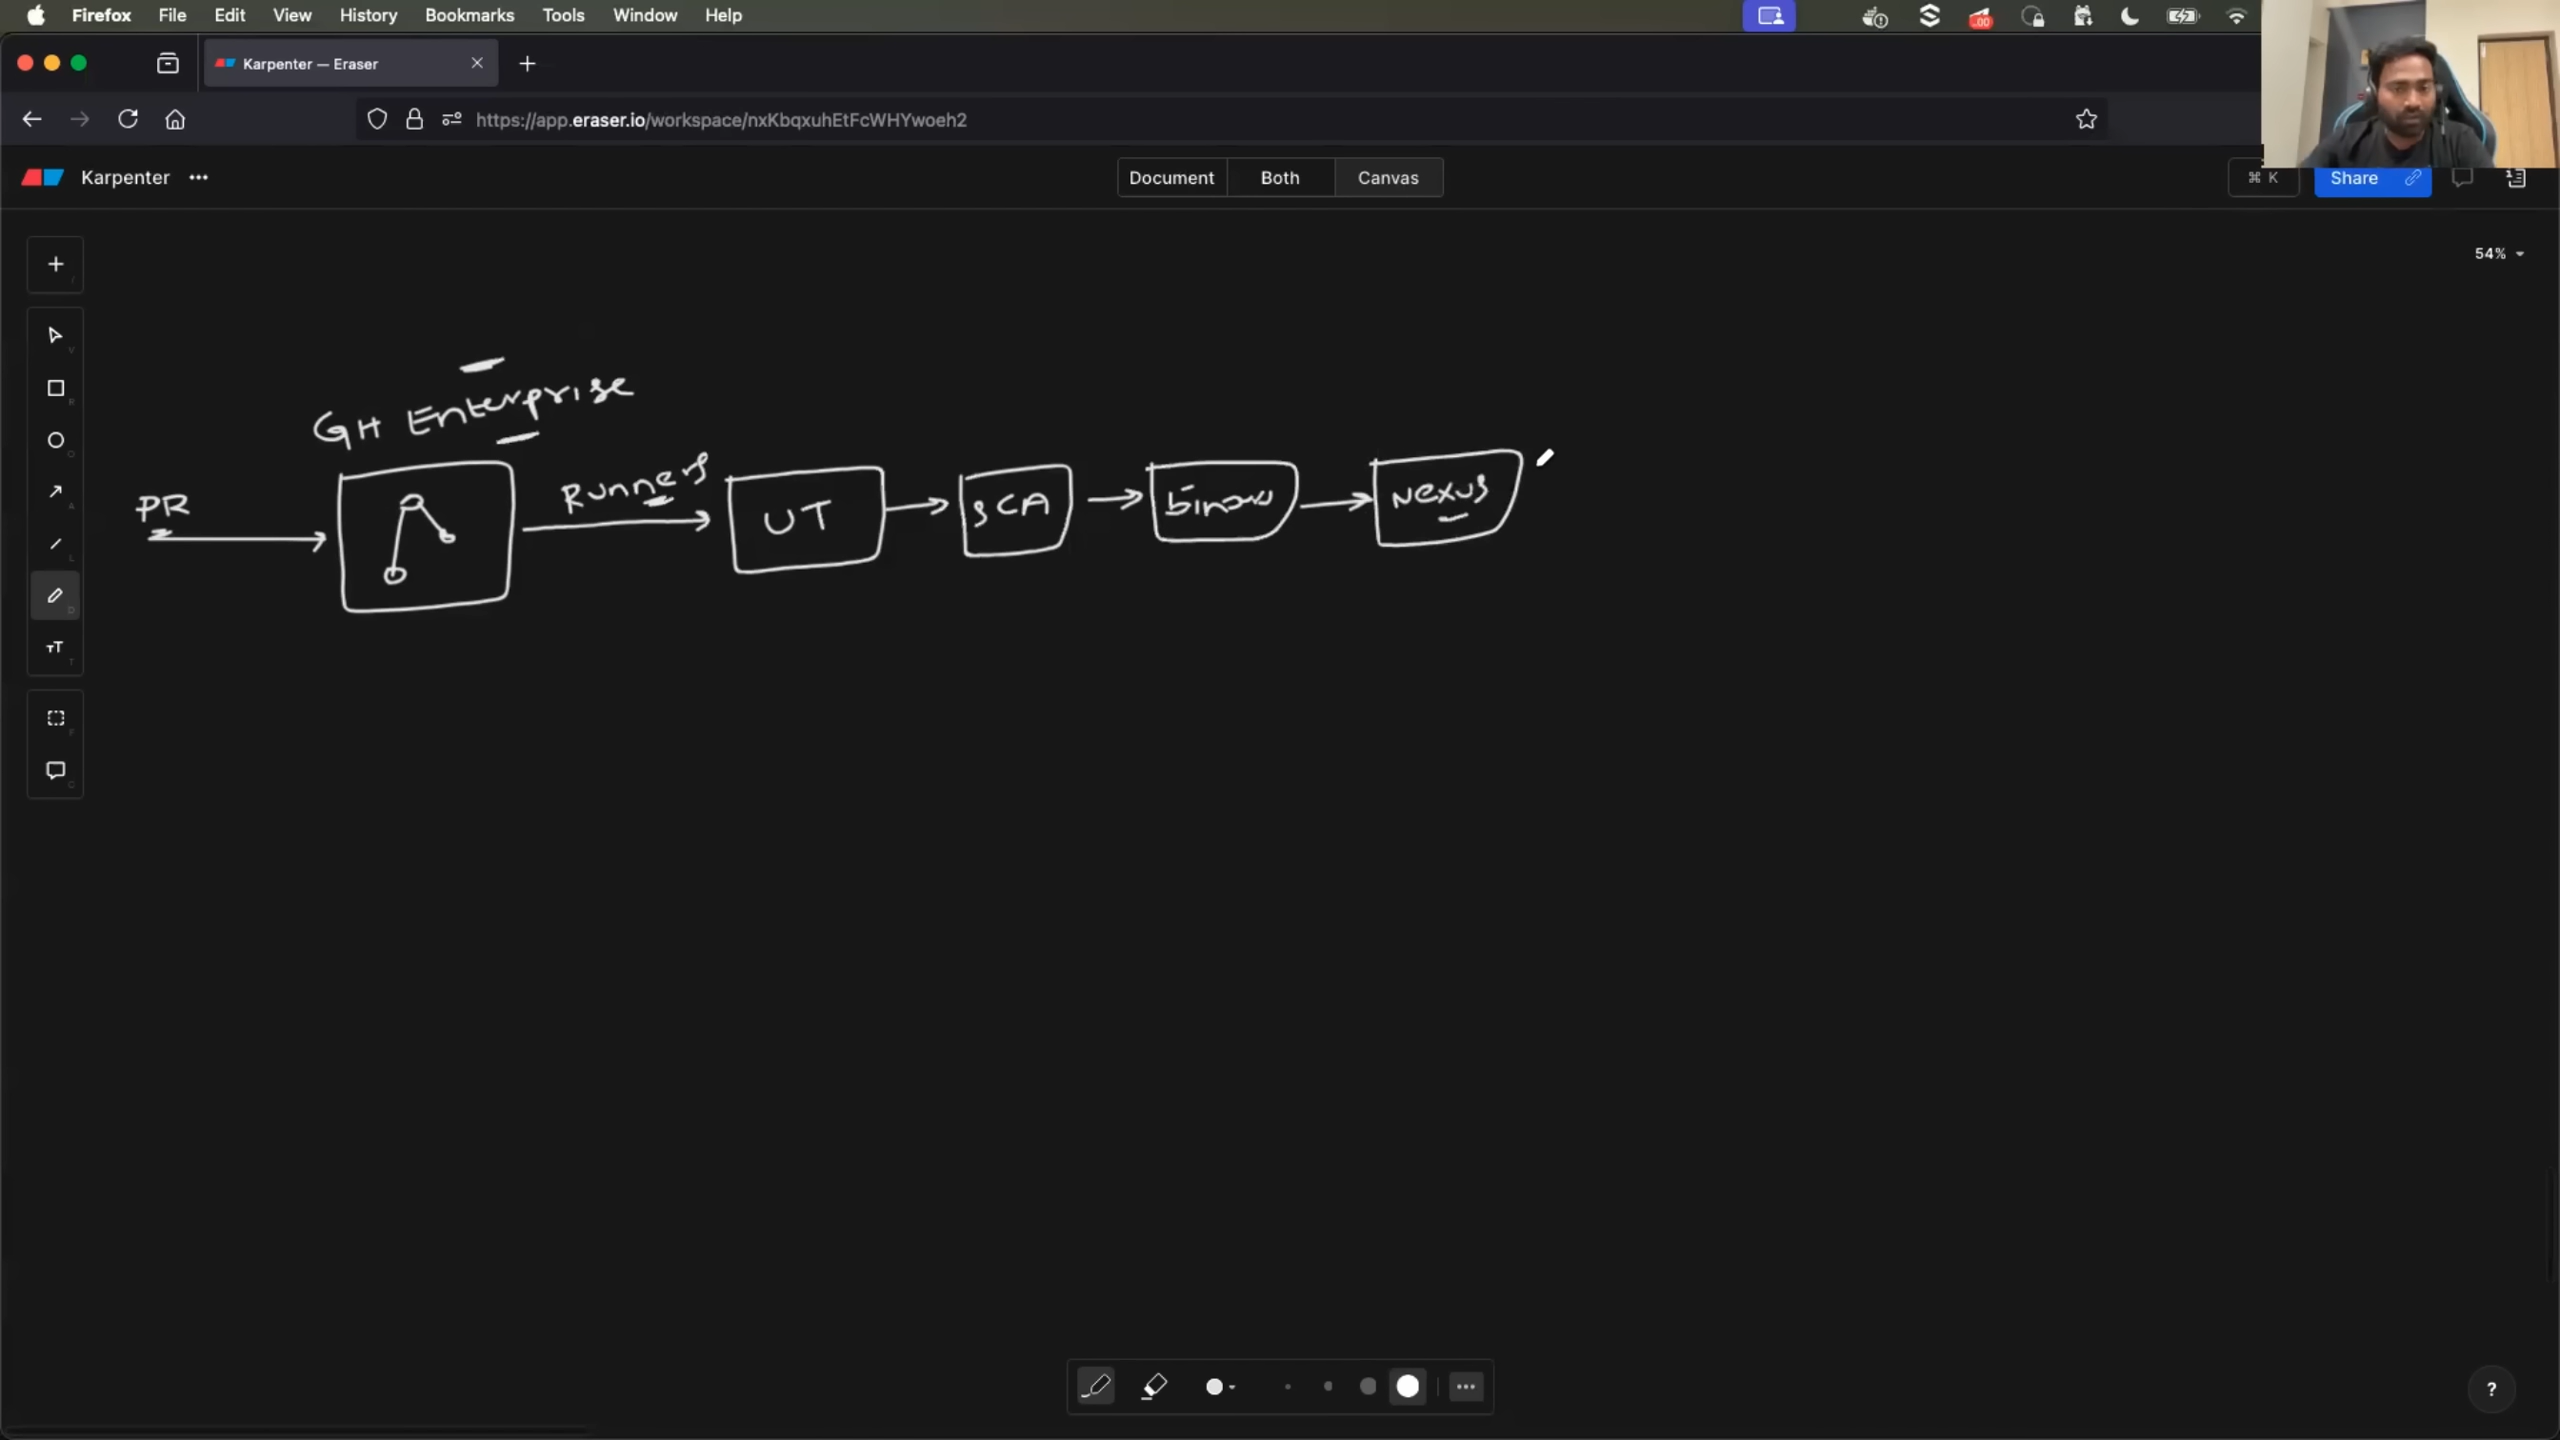 Firefox File Edit View History Bookmarks Tools Window Help
Karpenter — Eraser
https://app.eraser.io/workspace/nxKbqxuhEtFcWHYwoeh2
Karpenter
Document Both Canvas
⌘ K
Share
54%
GH Enterprise
PR
Runners
UT
SCA
Nexus
TT
?